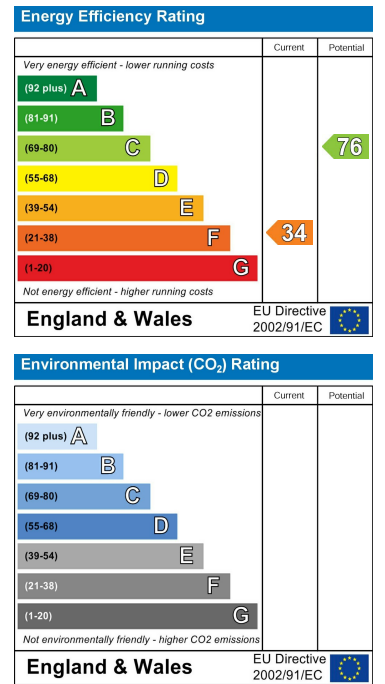 Energy Efficiency Rating
Current Potential
Very energy efficient - lower running costs
(92 plus) A
(81-91) B
(69-80) C 76
(55-68) D
(39-54) E
(21-38) F 34
(1-20) G
Not energy efficient - higher running costs
England & Wales
EU Directive
2002/91/EC
Environmental Impact (CO₂) Rating
Current Potential
Very environmentally friendly - lower CO2 emissions
(92 plus) A
(81-91) B
(69-80) C
(55-68) D
(39-54) E
(21-38) F
(1-20) G
Not environmentally friendly - higher CO2 emissions
England & Wales
EU Directive
2002/91/EC